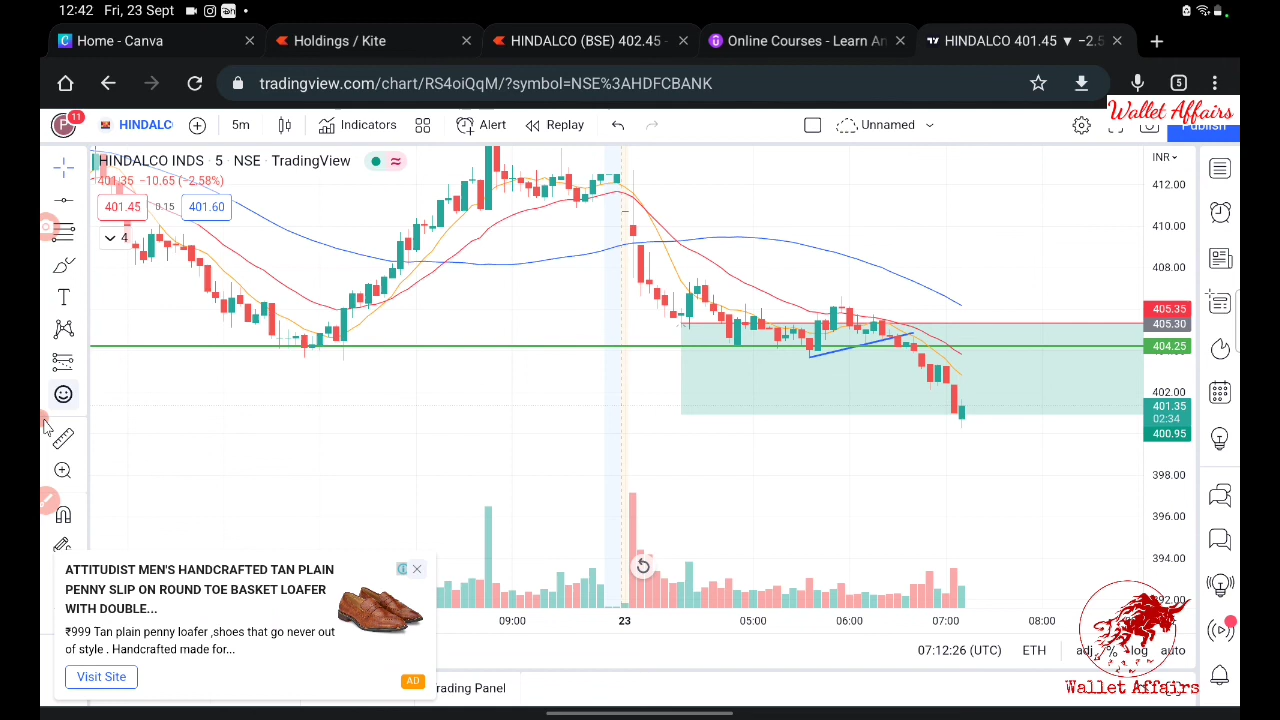 12:42 Fri, 23 Sept
Home - Canva
Holdings / Kite
HINDALCO (BSE) 402.45
Online Courses - Learn An
HINDALCO 401.45 ▼ −2.5
tradingview.com/chart/RS4oiQqM/?symbol=NSE%3AHDFCBANK
5
Wallet Affairs
P
11
HINDALC
5m
Indicators
Alert
Replay
Unnamed
Publish
HINDALCO INDS · 5 · NSE · TradingView
401.35 −10.65 (−2.58%)
401.45
0.15
401.60
4
INR
412.00
410.00
408.00
405.35
405.30
404.25
402.00
401.35
02:34
400.95
398.00
396.00
394.00
392.00
ATTITUDIST MEN'S HANDCRAFTED TAN PLAIN
PENNY SLIP ON ROUND TOE BASKET LOAFER
WITH DOUBLE...
₹999 Tan plain penny loafer ,shoes that go never out
of style . Handcrafted made for...
Visit Site
AD
09:00
23
05:00
06:00
07:00
08:00
07:12:26 (UTC)
ETH
adj
%
log
auto
rading Panel
Wallet Affairs